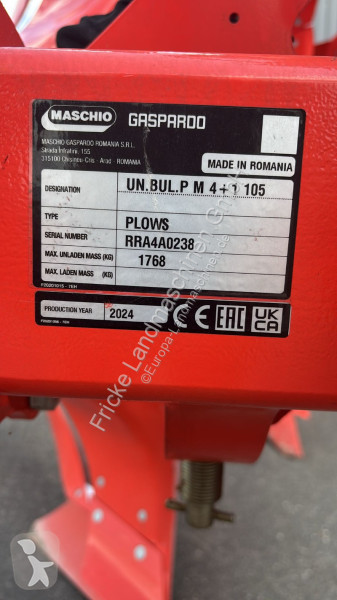 MASCHIO GASPARDO
MASCHIO GASPARDO ROMANIA S.R.L.
Strada Infratirii, 155
315100 Chisineu-Cris - Arad - ROMANIA
MADE IN ROMANIA
DESIGNATION UN.BUL.P M 4+1 105
TYPE PLOWS
SERIAL NUMBER RRA4A0238
MAX. UNLADEN MASS (KG) 1768
MAX. LADEN MASS (KG)
PRODUCTION YEAR 2024 CE EAC UK CA
Fricke Landmaschinen GmbH
©Europa-Landmaschinen